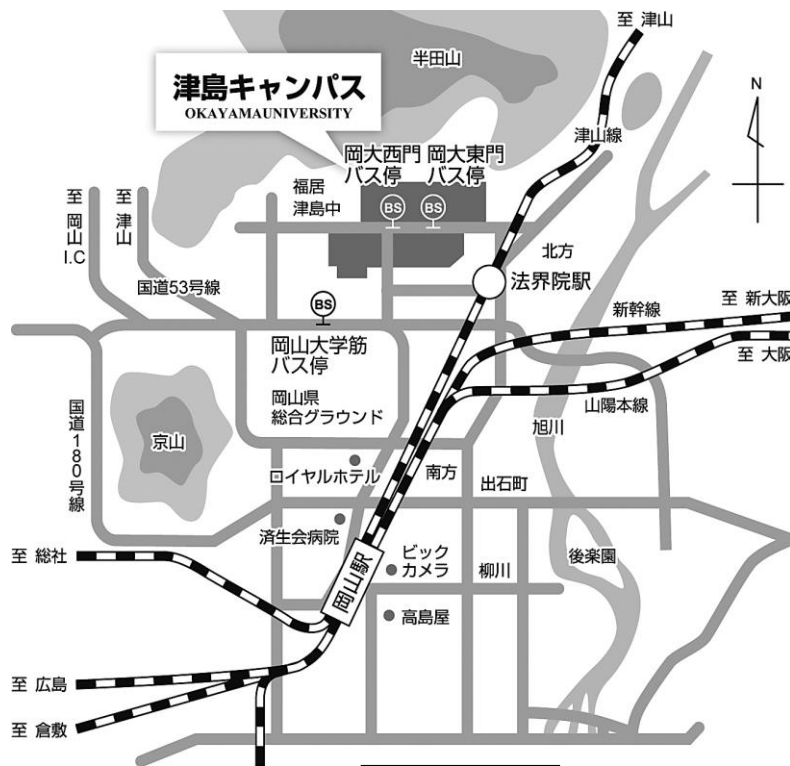 至 津山
半田山
津島キャンパス
OKAYAMAUNIVERSITY
N
津山線
岡大西門
バス停
岡大東門
バス停
福居
津島中
BS
BS
至 岡山 I.C
至 津山
国道53号線
北方
法界院駅
BS
新幹線
至 新大阪
至 大阪
岡山大学筋
バス停
岡山県
総合グラウンド
山陽本線
旭川
国道180号線
京山
ロイヤルホテル
南方
出石町
済生会病院
至 総社
ビック
カメラ
柳川
後楽園
岡山駅
高島屋
至 広島
至 倉敷